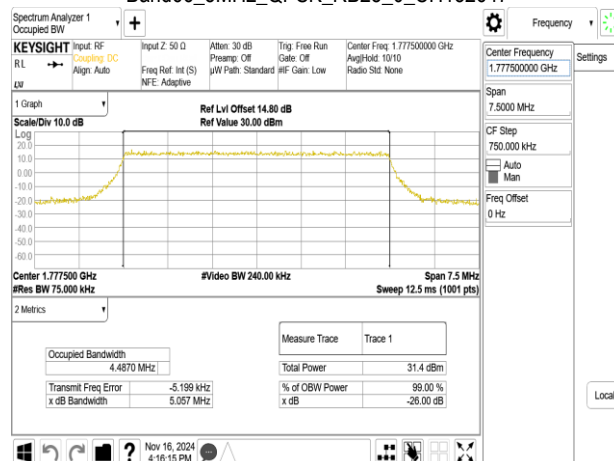 Spectrum Analyzer 1
Occupied BW
Frequency
KEYSIGHT
RL
Input: RF
Coupling: DC
Align: Auto
Input Z: 50 Ω
Freq Ref: Int (S)
NFE: Adaptive
Atten: 30 dB
Preamp: Off
µW Path: Standard
Trig: Free Run
Gate: Off
#IF Gain: Low
Center Freq: 1.777500000 GHz
Avg|Hold: 10/10
Radio Std: None
Center Frequency
1.777500000 GHz
Settings
Span
7.5000 MHz
CF Step
750.000 kHz
Auto
Man
Freq Offset
0 Hz
1 Graph
Ref Lvl Offset 14.80 dB
Scale/Div 10.0 dB
Ref Value 30.00 dBm
Log
20.0
10.0
0.00
-10.0
-20.0
-30.0
-40.0
-50.0
-60.0
Center 1.777500 GHz
#Video BW 240.00 kHz
Span 7.5 MHz
#Res BW 75.000 kHz
Sweep 12.5 ms (1001 pts)
2 Metrics
Measure Trace Trace 1
Occupied Bandwidth
4.4870 MHz
Total Power 31.4 dBm
Transmit Freq Error -5.199 kHz
% of OBW Power 99.00 %
x dB Bandwidth 5.057 MHz
x dB -26.00 dB
Local
Nov 16, 2024
4:16:15 PM